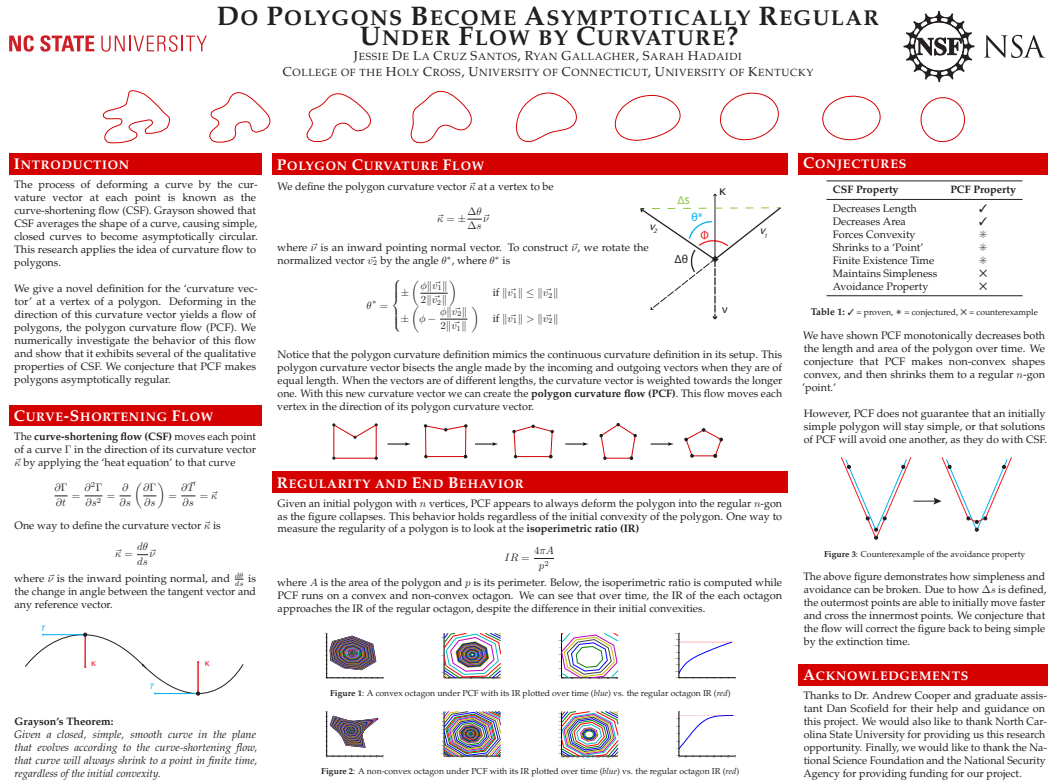 DO POLYGONS BECOME ASYMPTOTICALLY REGULAR
UNDER FLOW BY CURVATURE?
NC STATE UNIVERSITY
JESSIE DE LA CRUZ SANTOS, RYAN GALLAGHER, SARAH HADAIDI
COLLEGE OF THE HOLY CROSS, UNIVERSITY OF CONNECTICUT, UNIVERSITY OF KENTUCKY
NSF NSA
INTRODUCTION
The process of deforming a curve by the cur-
vature vector at each point is known as the
curve-shortening flow (CSF). Grayson showed that
CSF averages the shape of a curve, causing simple,
closed curves to become asymptotically circular.
This research applies the idea of curvature flow to
polygons.
We give a novel definition for the 'curvature vec-
tor' at a vertex of a polygon. Deforming in the
direction of this curvature vector yields a flow of
polygons, the polygon curvature flow (PCF). We
numerically investigate the behavior of this flow
and show that it exhibits several of the qualitative
properties of CSF. We conjecture that PCF makes
polygons asymptotically regular.
CURVE-SHORTENING FLOW
The curve-shortening flow (CSF) moves each point
of a curve Γ in the direction of its curvature vector
κ⃗ by applying the 'heat equation' to that curve
∂Γ/∂t = ∂²Γ/∂s² = ∂/∂s (∂Γ/∂s) = ∂T⃗/∂s = κ⃗
One way to define the curvature vector κ⃗ is
κ⃗ = dθ/ds ν⃗
where ν⃗ is the inward pointing normal, and dθ/ds is
the change in angle between the tangent vector and
any reference vector.
T
κ
κ
T
Grayson's Theorem:
Given a closed, simple, smooth curve in the plane
that evolves according to the curve-shortening flow,
that curve will always shrink to a point in finite time,
regardless of the initial convexity.
POLYGON CURVATURE FLOW
We define the polygon curvature vector κ⃗ at a vertex to be
κ⃗ = ± Δθ/Δs ν⃗
where ν⃗ is an inward pointing normal vector. To construct ν⃗, we rotate the
normalized vector v⃗₂ by the angle θ*, where θ* is
θ* = { ± (ϕ‖v⃗₁‖ / 2‖v⃗₂‖) if ‖v⃗₁‖ ≤ ‖v⃗₂‖
± (ϕ − ϕ‖v⃗₂‖ / 2‖v⃗₁‖) if ‖v⃗₁‖ > ‖v⃗₂‖
κ
Δs
θ*
V₂
Φ
V₁
Δθ
ν
Notice that the polygon curvature definition mimics the continuous curvature definition in its setup. This
polygon curvature vector bisects the angle made by the incoming and outgoing vectors when they are of
equal length. When the vectors are of different lengths, the curvature vector is weighted towards the longer
one. With this new curvature vector we can create the polygon curvature flow (PCF). This flow moves each
vertex in the direction of its polygon curvature vector.
REGULARITY AND END BEHAVIOR
Given an initial polygon with n vertices, PCF appears to always deform the polygon into the regular n-gon
as the figure collapses. This behavior holds regardless of the initial convexity of the polygon. One way to
measure the regularity of a polygon is to look at the isoperimetric ratio (IR)
IR = 4πA/p²
where A is the area of the polygon and p is its perimeter. Below, the isoperimetric ratio is computed while
PCF runs on a convex and non-convex octagon. We can see that over time, the IR of the each octagon
approaches the IR of the regular octagon, despite the difference in their initial convexities.
Figure 1: A convex octagon under PCF with its IR plotted over time (blue) vs. the regular octagon IR (red)
Figure 2: A non-convex octagon under PCF with its IR plotted over time (blue) vs. the regular octagon IR (red)
CONJECTURES
CSF Property PCF Property
Decreases Length ✓
Decreases Area ✓
Forces Convexity ∗
Shrinks to a 'Point' ∗
Finite Existence Time ∗
Maintains Simpleness ×
Avoidance Property ×
Table 1: ✓ = proven, ∗ = conjectured, × = counterexample
We have shown PCF monotonically decreases both
the length and area of the polygon over time. We
conjecture that PCF makes non-convex shapes
convex, and then shrinks them to a regular n-gon
'point.'
However, PCF does not guarantee that an initially
simple polygon will stay simple, or that solutions
of PCF will avoid one another, as they do with CSF.
Figure 3: Counterexample of the avoidance property
The above figure demonstrates how simpleness and
avoidance can be broken. Due to how Δs is defined,
the outermost points are able to initially move faster
and cross the innermost points. We conjecture that
the flow will correct the figure back to being simple
by the extinction time.
ACKNOWLEDGEMENTS
Thanks to Dr. Andrew Cooper and graduate assis-
tant Dan Scofield for their help and guidance on
this project. We would also like to thank North Car-
olina State University for providing us this research
opportunity. Finally, we would like to thank the Na-
tional Science Foundation and the National Security
Agency for providing funding for our project.